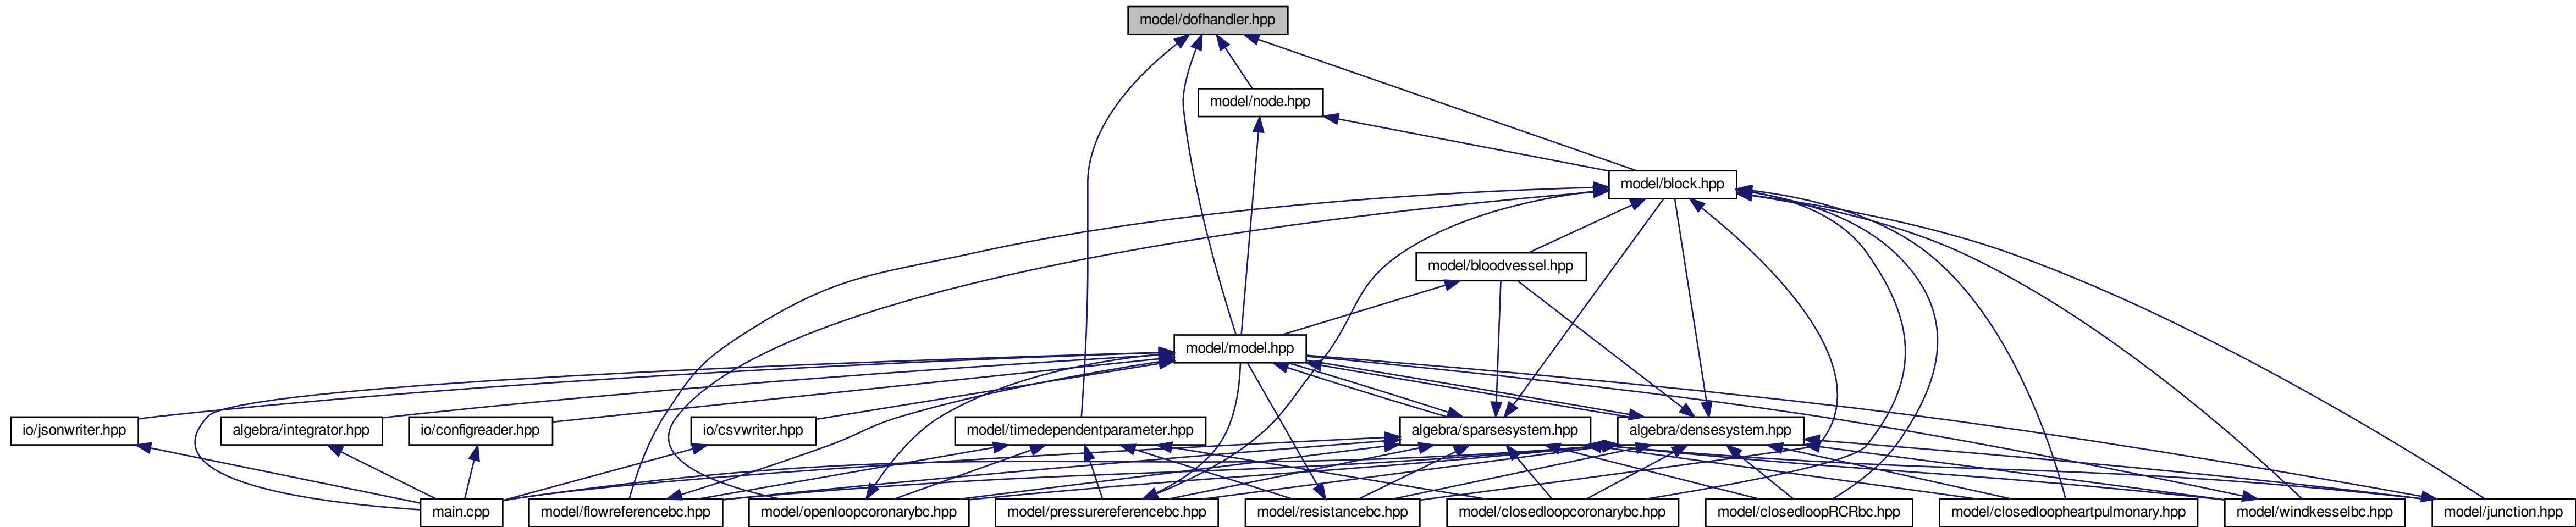 model/dofhandler.hpp
model/node.hpp
model/block.hpp
model/bloodvessel.hpp
model/model.hpp
io/jsonwriter.hpp
algebra/integrator.hpp
io/configreader.hpp
io/csvwriter.hpp
model/timedependentparameter.hpp
algebra/sparsesystem.hpp
algebra/densesystem.hpp
main.cpp
model/flowreferencebc.hpp
model/openloopcoronarybc.hpp
model/pressurereferencebc.hpp
model/resistancebc.hpp
model/closedloopcoronarybc.hpp
model/closedloopRCRbc.hpp
model/closedloopheartpulmonary.hpp
model/windkesselbc.hpp
model/junction.hpp